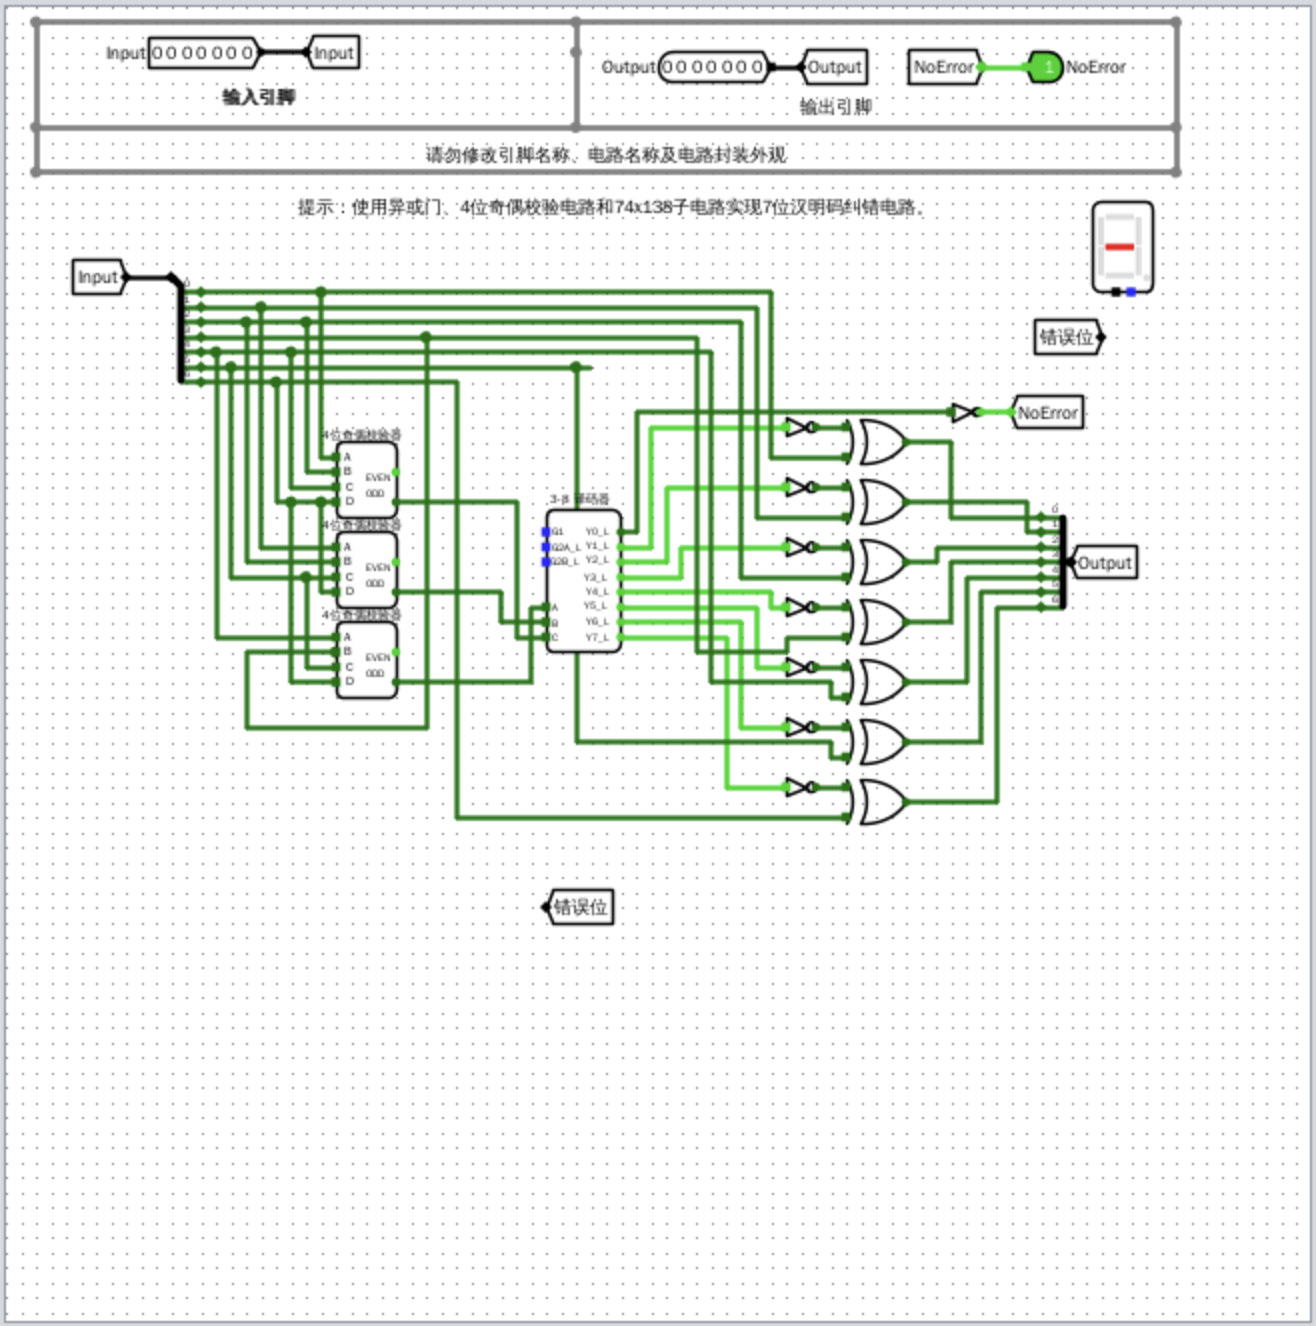 Input 0 0 0 0 0 0 0 Input
Output 0 0 0 0 0 0 0 Output NoError 1 NoError
输入引脚
输出引脚
请勿修改引脚名称、电路名称及电路封装外观
提示：使用异或门、4位奇偶校验电路和74x138子电路实现7位汉明码纠错电路。
Input
错误位
NoError
4位奇偶校验器
A
B
C
D
EVEN
ODD
4位奇偶校验器
A
B
C
D
EVEN
ODD
4位奇偶校验器
A
B
C
D
EVEN
ODD
3-8 译码器
G1
G2A_L
G2B_L
A
B
C
Y0_L
Y1_L
Y2_L
Y3_L
Y4_L
Y5_L
Y6_L
Y7_L
Output
错误位